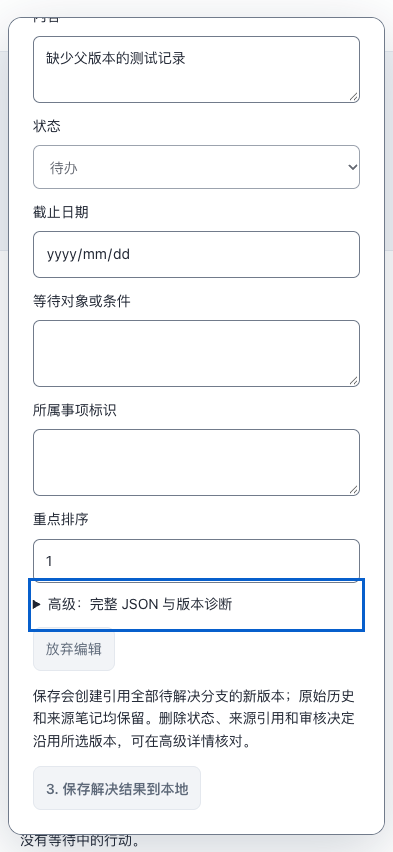 内容
缺少父版本的测试记录
状态
待办
截止日期
yyyy/mm/dd
等待对象或条件
所属事项标识
重点排序
1
高级：完整 JSON 与版本诊断
放弃编辑
保存会创建引用全部待解决分支的新版本；原始历史
和来源笔记均保留。删除状态、来源引用和审核决定
沿用所选版本，可在高级详情核对。
3. 保存解决结果到本地
没有等待中的行动。